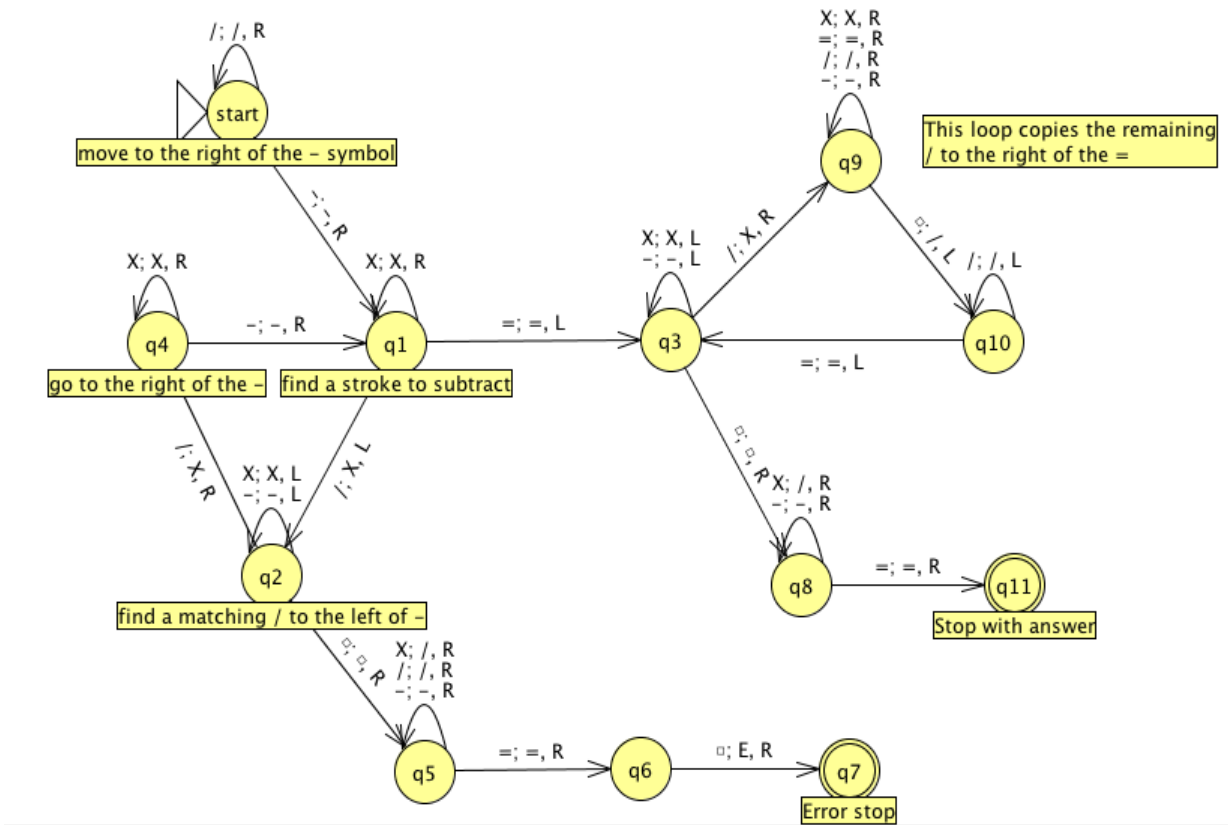 /; /, R
start
move to the right of the – symbol
–; –, R
X; X, R
=; =, R
/; /, R
–; –, R
q9
This loop copies the remaining
/ to the right of the =
X; X, R
q4
go to the right of the –
–; –, R
X; X, R
q1
find a stroke to subtract
=; =, L
X; X, L
–; –, L
q3
/; X, R
□; /, L
/; /, L
q10
=; =, L
/; X, R
X; X, L
–; –, L
/; X, L
q2
find a matching / to the left of –
□; □, R
X; /, R
–; –, R
q8
=; =, R
q11
Stop with answer
□; □, R
X; /, R
/; /, R
–; –, R
q5
=; =, R
q6
□; E, R
q7
Error stop